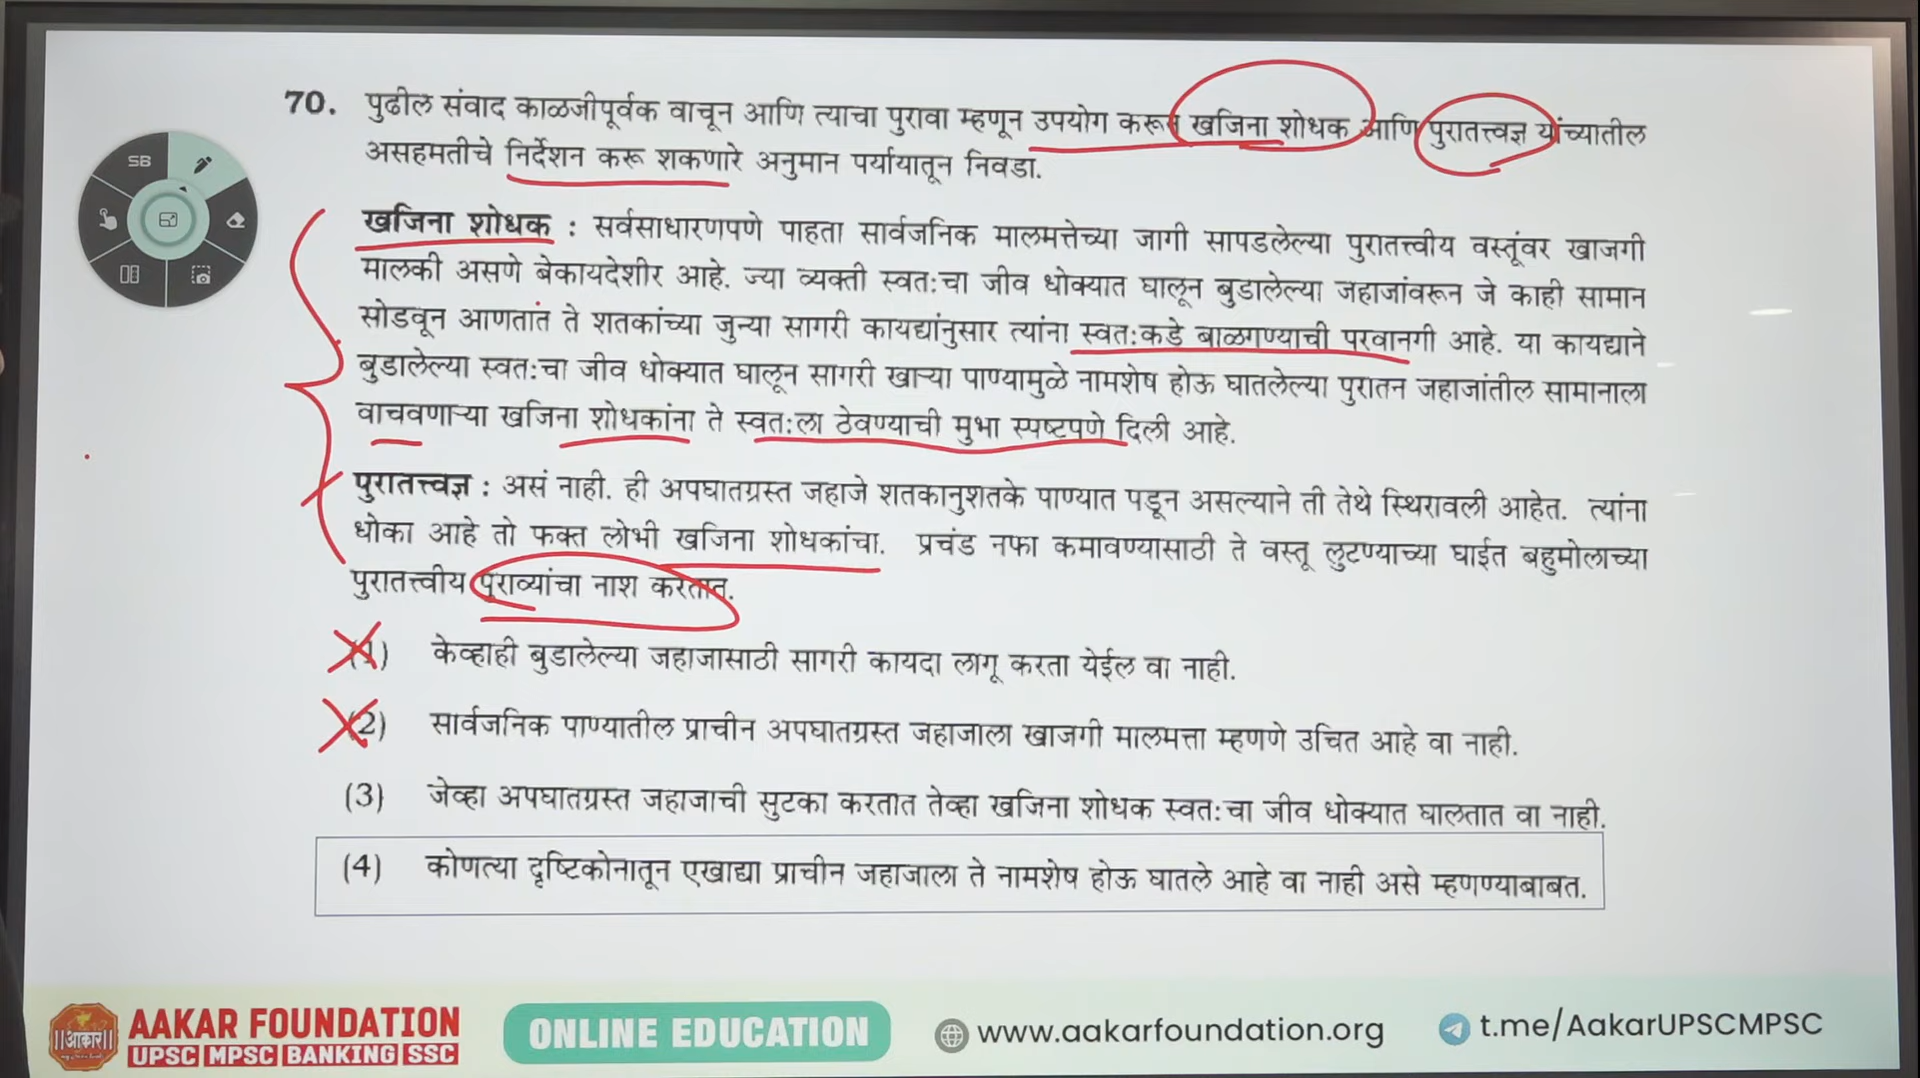 70. पुढील संवाद काळजीपूर्वक वाचून आणि त्याचा पुरावा म्हणून उपयोग करून खजिना शोधक आणि पुरातत्त्वज्ञ यांच्यातील
असहमतीचे निर्देशन करू शकणारे अनुमान पर्यायातून निवडा.
खजिना शोधक : सर्वसाधारणपणे पाहता सार्वजनिक मालमत्तेच्या जागी सापडलेल्या पुरातत्त्वीय वस्तूंवर खाजगी
मालकी असणे बेकायदेशीर आहे. ज्या व्यक्ती स्वतःचा जीव धोक्यात घालून बुडालेल्या जहाजांवरून जे काही सामान
सोडवून आणतात ते शतकांच्या जुन्या सागरी कायद्यांनुसार त्यांना स्वतःकडे बाळगण्याची परवानगी आहे. या कायद्याने
बुडालेल्या स्वतःचा जीव धोक्यात घालून सागरी खाऱ्या पाण्यामुळे नामशेष होऊ घातलेल्या पुरातन जहाजांतील सामानाला
वाचवणाऱ्या खजिना शोधकांना ते स्वतःला ठेवण्याची मुभा स्पष्टपणे दिली आहे.
पुरातत्त्वज्ञ : असं नाही. ही अपघातग्रस्त जहाजे शतकानुशतके पाण्यात पडून असल्याने ती तेथे स्थिरावली आहेत. त्यांना
धोका आहे तो फक्त लोभी खजिना शोधकांचा. प्रचंड नफा कमावण्यासाठी ते वस्तू लुटण्याच्या घाईत बहुमोलाच्या
पुरातत्त्वीय पुराव्यांचा नाश करतात.
(1) केव्हाही बुडालेल्या जहाजासाठी सागरी कायदा लागू करता येईल वा नाही.
(2) सार्वजनिक पाण्यातील प्राचीन अपघातग्रस्त जहाजाला खाजगी मालमत्ता म्हणणे उचित आहे वा नाही.
(3) जेव्हा अपघातग्रस्त जहाजाची सुटका करतात तेव्हा खजिना शोधक स्वतःचा जीव धोक्यात घालतात वा नाही.
(4) कोणत्या दृष्टिकोनातून एखाद्या प्राचीन जहाजाला ते नामशेष होऊ घातले आहे वा नाही असे म्हणण्याबाबत.
SB
॥आकार॥
AAKAR FOUNDATION
UPSC MPSC BANKING SSC
ONLINE EDUCATION
www.aakarfoundation.org
t.me/AakarUPSCMPSC